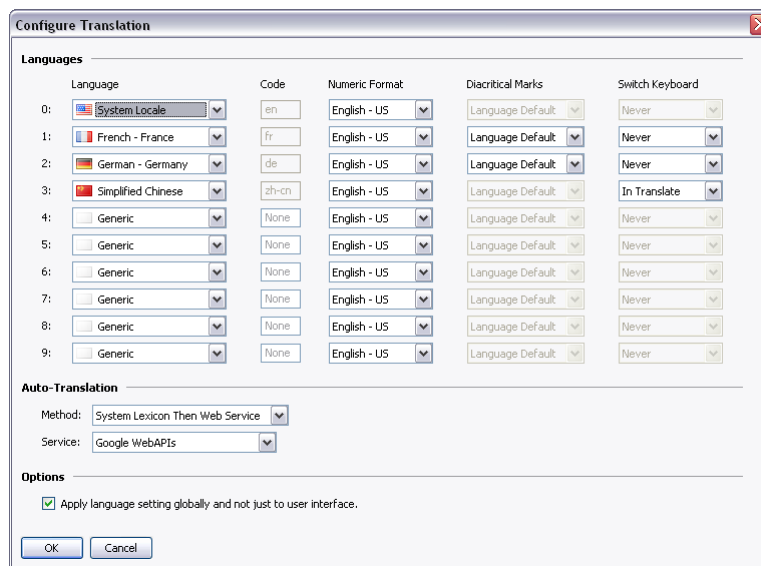 Configure Translation
Languages
Language Code Numeric Format Diacritical Marks Switch Keyboard
0: System Locale en English - US Language Default Never
1: French - France fr English - US Language Default Never
2: German - Germany de English - US Language Default Never
3: Simplified Chinese zh-cn English - US Language Default In Translate
4: Generic None English - US Language Default Never
5: Generic None English - US Language Default Never
6: Generic None English - US Language Default Never
7: Generic None English - US Language Default Never
8: Generic None English - US Language Default Never
9: Generic None English - US Language Default Never
Auto-Translation
Method: System Lexicon Then Web Service
Service: Google WebAPIs
Options
Apply language setting globally and not just to user interface.
OK Cancel